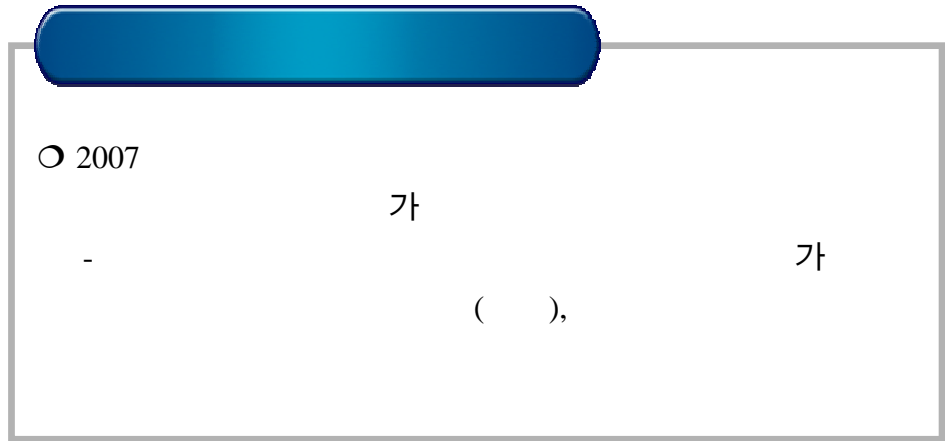 ❍ 2007
가
- 가
( ),